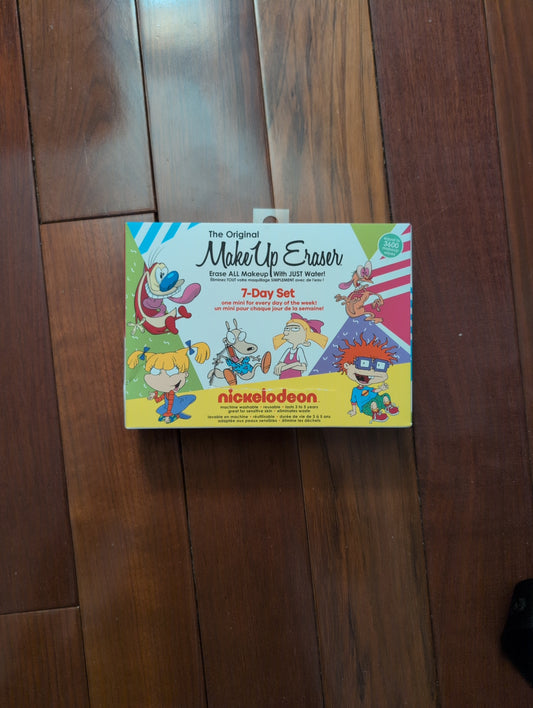 The Original
MakeUp Eraser
Erase ALL Makeup With JUST Water!
Éliminez TOUT votre maquillage SIMPLEMENT avec de l'eau !
7-Day Set
one mini for every day of the week!
un mini pour chaque jour de la semaine!
3600
nickelodeon
machine washable • reusable • lasts 3 to 5 years
great for sensitive skin • eliminates waste
lavable en machine • réutilisable • durée de vie de 3 à 5 ans
adaptée aux peaux sensibles • élimine les déchets